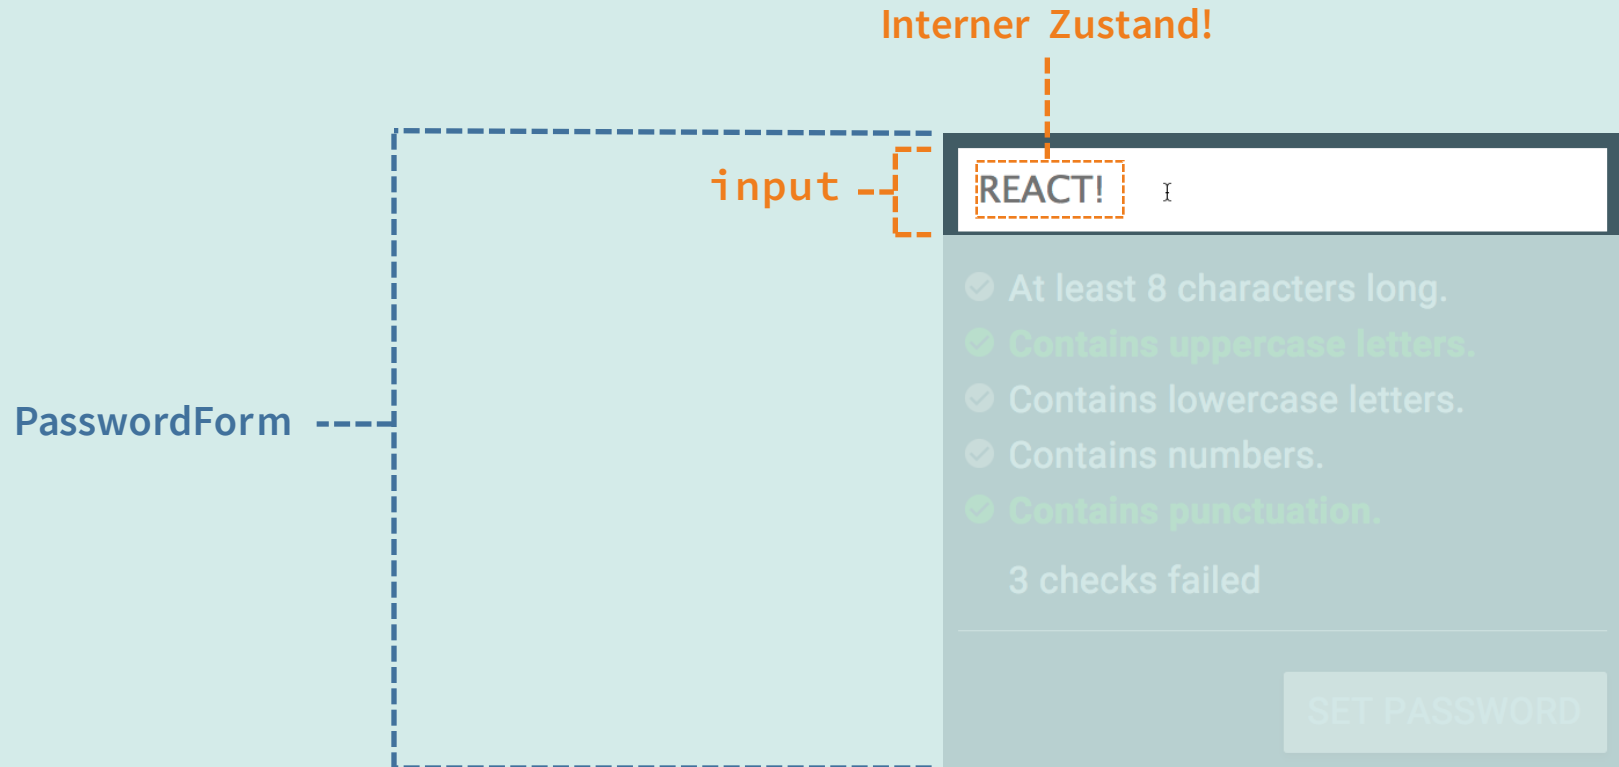 Interner Zustand!
input
REACT!
At least 8 characters long.
Contains uppercase letters.
PasswordForm
Contains lowercase letters.
Contains numbers.
Contains punctuation.
3 checks failed
SET PASSWORD